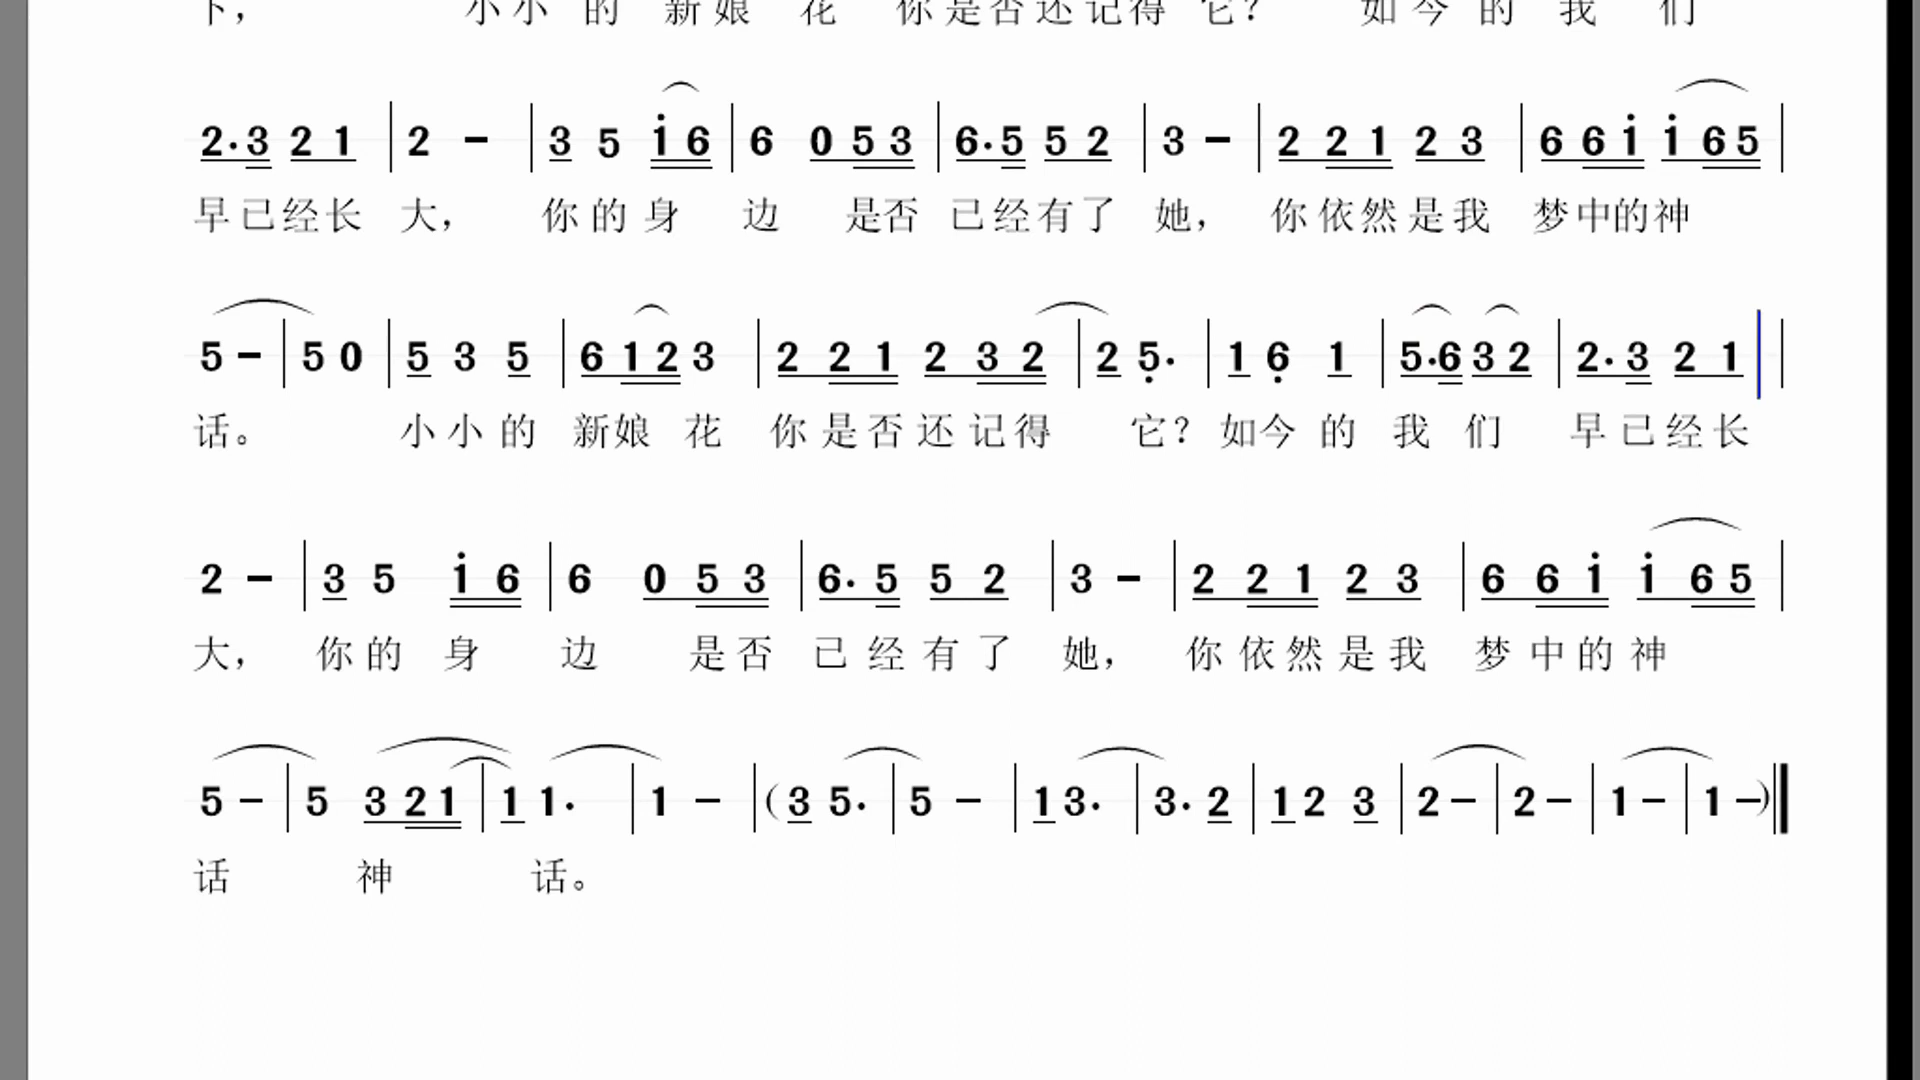 下， 小小的新娘花 你是否还记得它？ 如今的我们
2·3 2 1 | 2 - | 3 5 i 6 | 6 0 5 3 | 6·5 5 2 | 3 - | 2 2 1 2 3 | 6 6 i i 6 5 |
早已经长 大， 你的身 边 是否 已经有了 她， 你依然是我 梦中的神
5 - | 5 0 | 5 3 5 | 6 1 2 3 | 2 2 1 2 3 2 | 2 5· | 1 6 1 | 5·6 3 2 | 2·3 2 1 |
话。 小小的 新娘 花 你是否还记得 它？ 如今的 我们 早已经长
2 - | 3 5 i 6 | 6 0 5 3 | 6·5 5 2 | 3 - | 2 2 1 2 3 | 6 6 i i 6 5 |
大， 你的身 边 是否 已经有了 她， 你依然是我 梦中的神
5 - | 5 3 2 1 | 1 1· | 1 - | (3 5· | 5 - | 1 3· | 3·2 | 1 2 3 | 2 - | 2 - | 1 - | 1 -)
话 神 话。